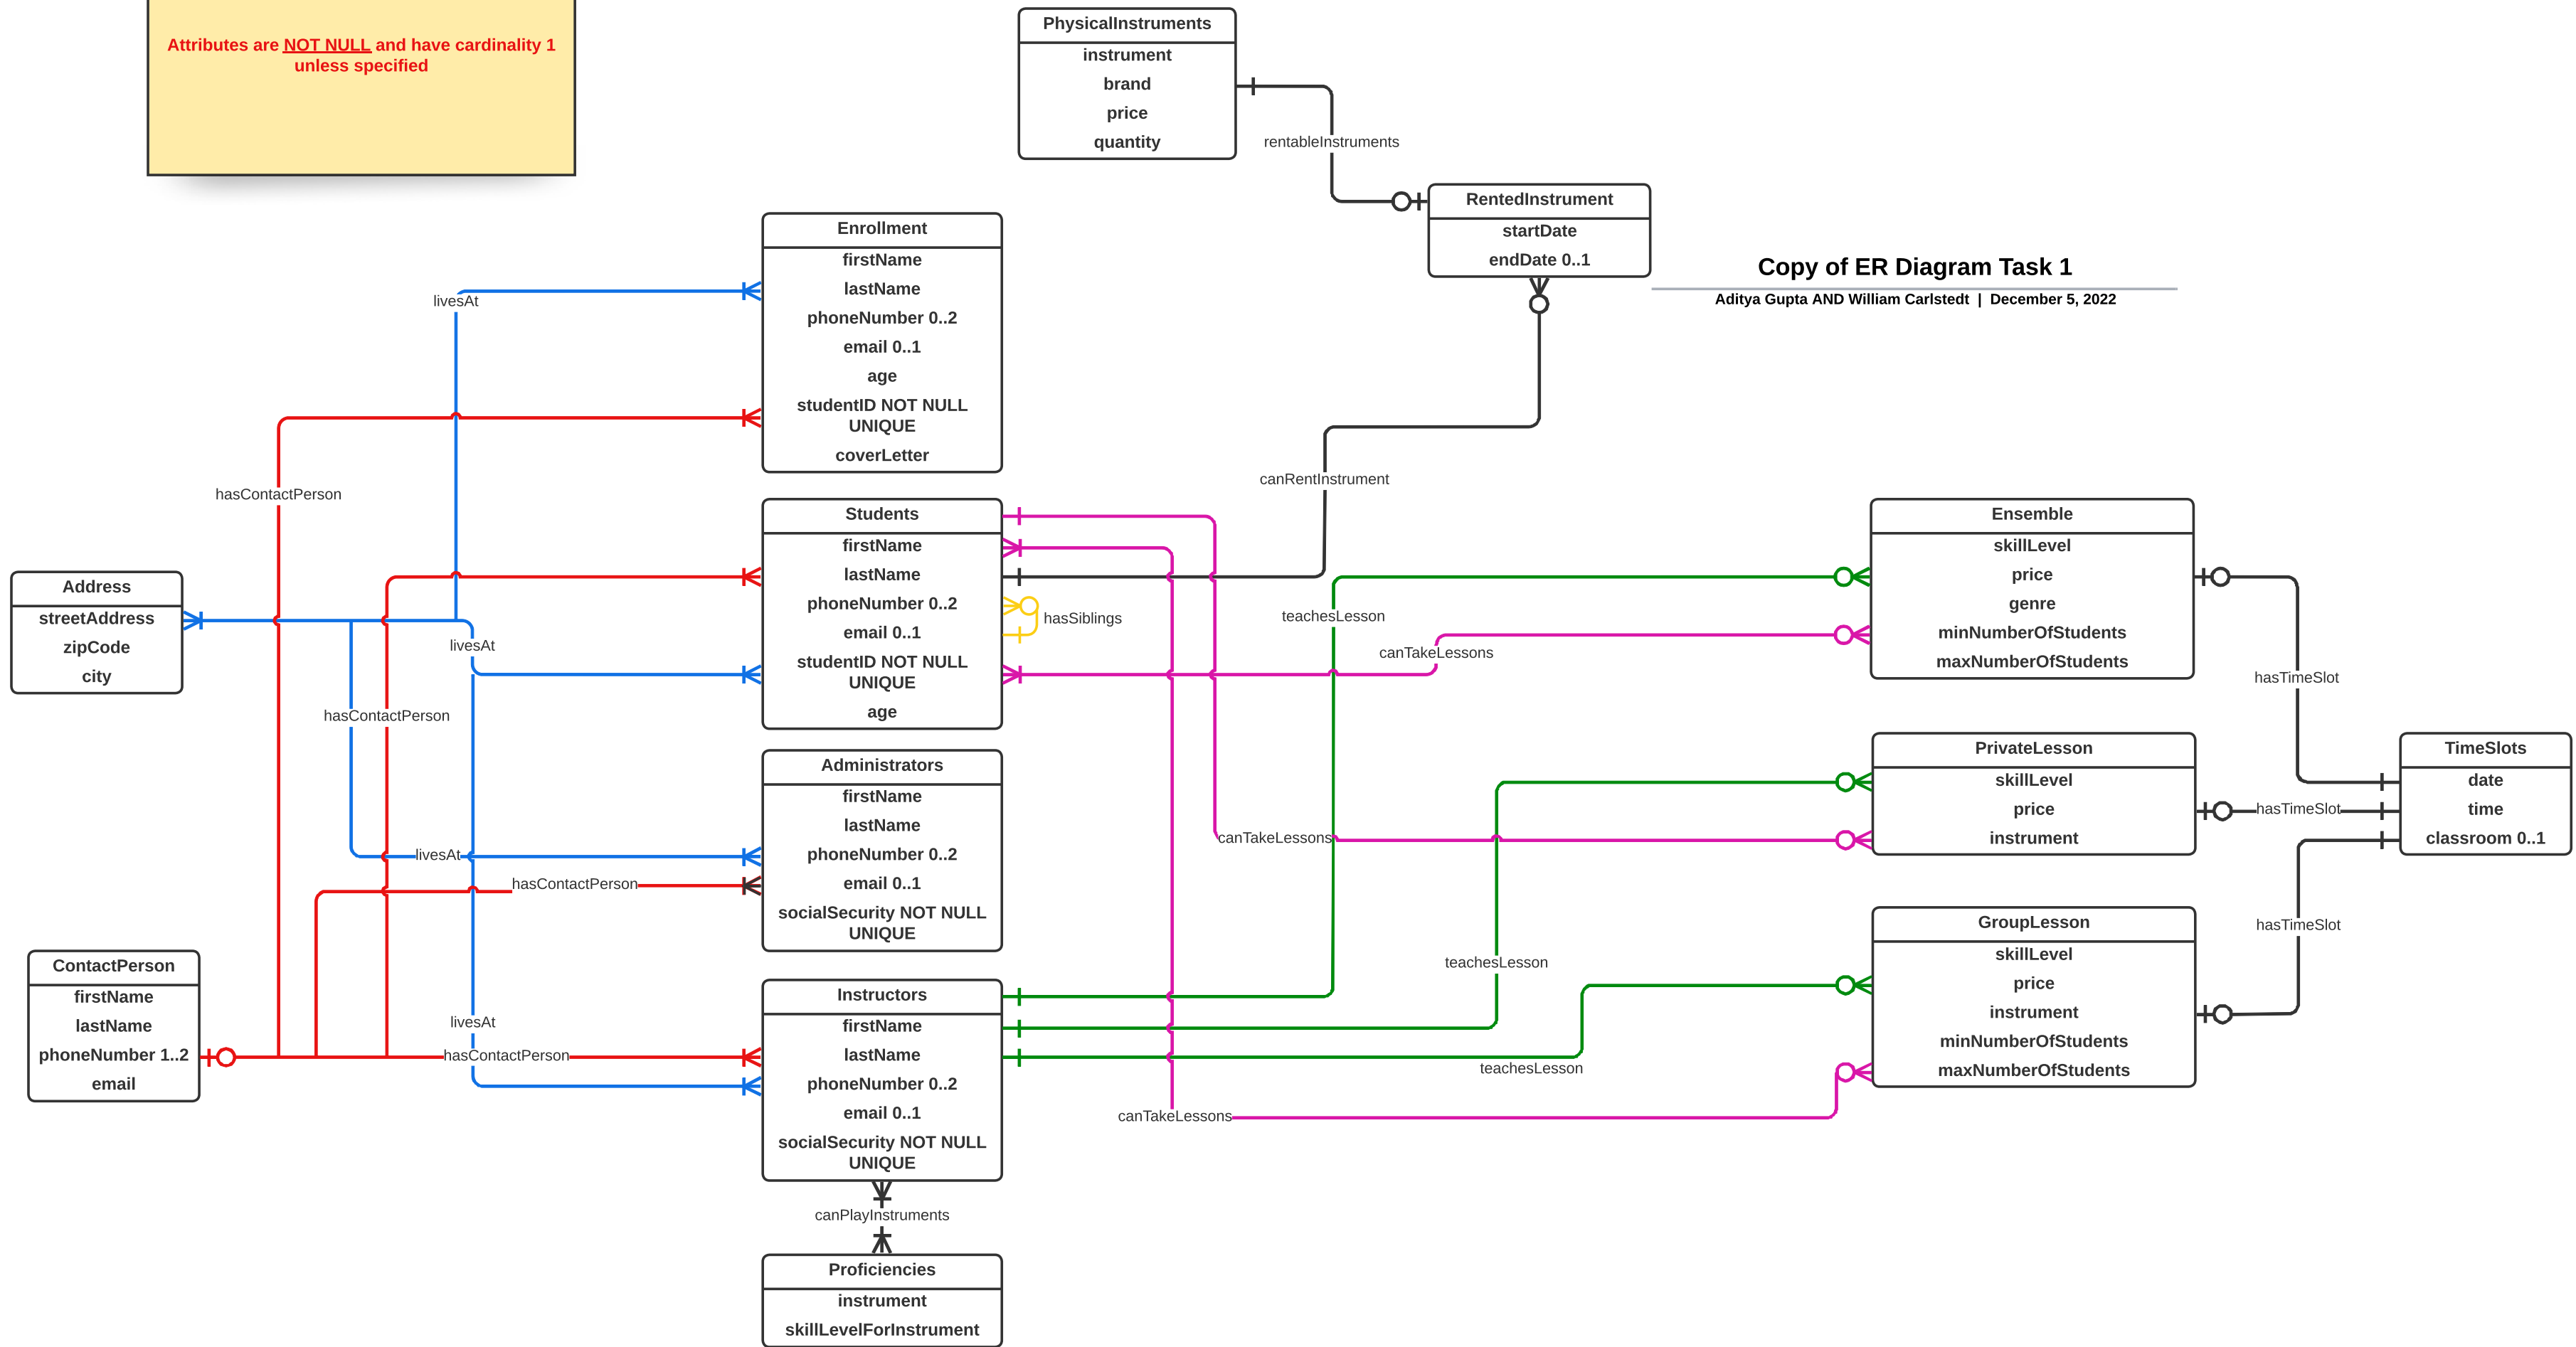 Attributes are NOT NULL and have cardinality 1
unless specified
PhysicalInstruments
instrument
brand
price
quantity
rentableInstruments
RentedInstrument
startDate
endDate 0..1
Copy of ER Diagram Task 1
Aditya Gupta AND William Carlstedt | December 5, 2022
Enrollment
firstName
lastName
phoneNumber 0..2
email 0..1
age
studentID NOT NULL
UNIQUE
coverLetter
livesAt
hasContactPerson
canRentInstrument
Students
firstName
lastName
phoneNumber 0..2
email 0..1
studentID NOT NULL
UNIQUE
age
hasSiblings
Address
streetAddress
zipCode
city
livesAt
hasContactPerson
teachesLesson
canTakeLessons
Ensemble
skillLevel
price
genre
minNumberOfStudents
maxNumberOfStudents
hasTimeSlot
Administrators
firstName
lastName
phoneNumber 0..2
email 0..1
socialSecurity NOT NULL
UNIQUE
livesAt
hasContactPerson
canTakeLessons
PrivateLesson
skillLevel
price
instrument
hasTimeSlot
TimeSlots
date
time
classroom 0..1
hasTimeSlot
GroupLesson
skillLevel
price
instrument
minNumberOfStudents
maxNumberOfStudents
teachesLesson
teachesLesson
canTakeLessons
ContactPerson
firstName
lastName
phoneNumber 1..2
email
livesAt
hasContactPerson
Instructors
firstName
lastName
phoneNumber 0..2
email 0..1
socialSecurity NOT NULL
UNIQUE
canPlayInstruments
Proficiencies
instrument
skillLevelForInstrument